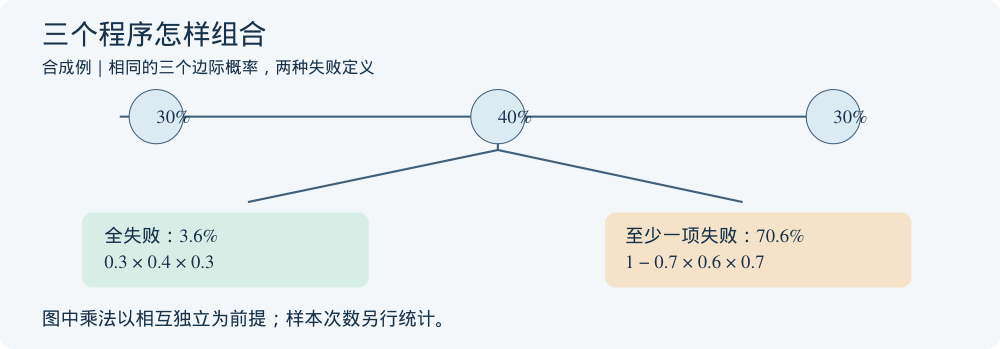 三个程序怎样组合
合成例｜相同的三个边际概率，两种失败定义
30%
40%
30%
全失败：3.6%
0.3 × 0.4 × 0.3
至少一项失败：70.6%
1 − 0.7 × 0.6 × 0.7
图中乘法以相互独立为前提；样本次数另行统计。